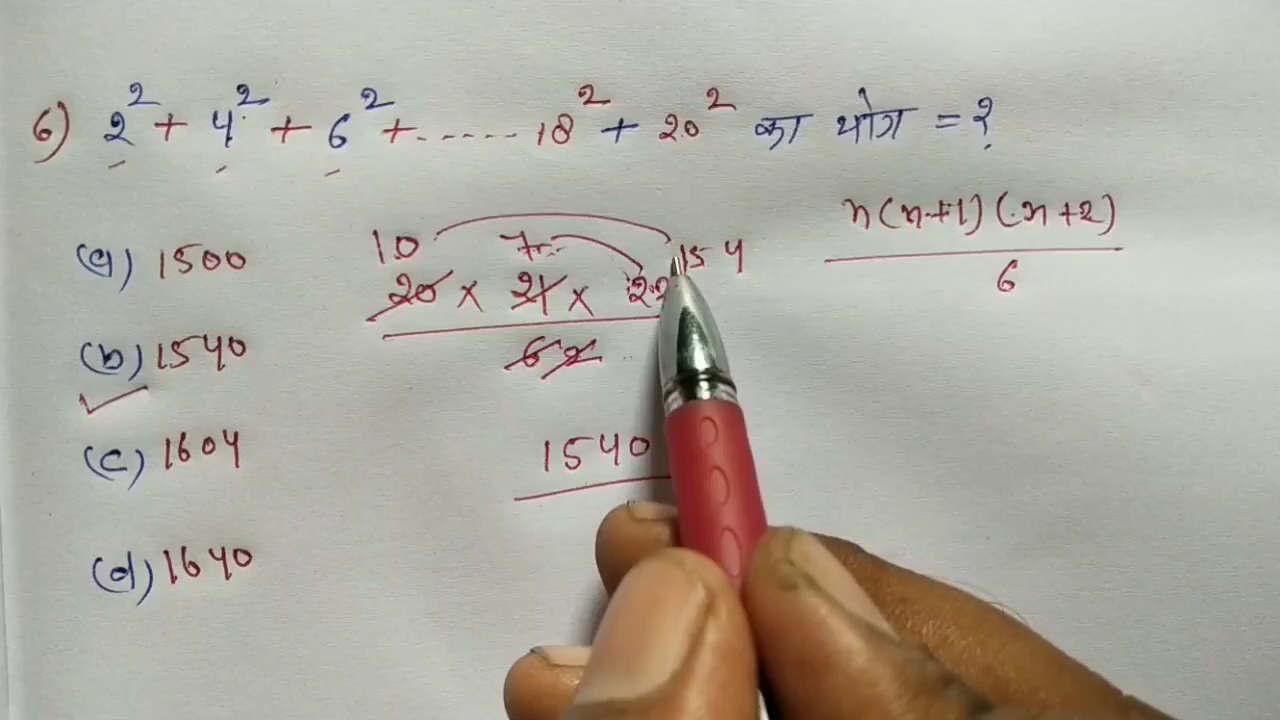 6) 2² + 4² + 6² + ...... 18² + 20² का योग = ?
n(n+1)(n+2)
6
(a) 1500
10 7 154
20 × 21 × 22
6 2
(b) 1540
(c) 1604
1540
(d) 1640